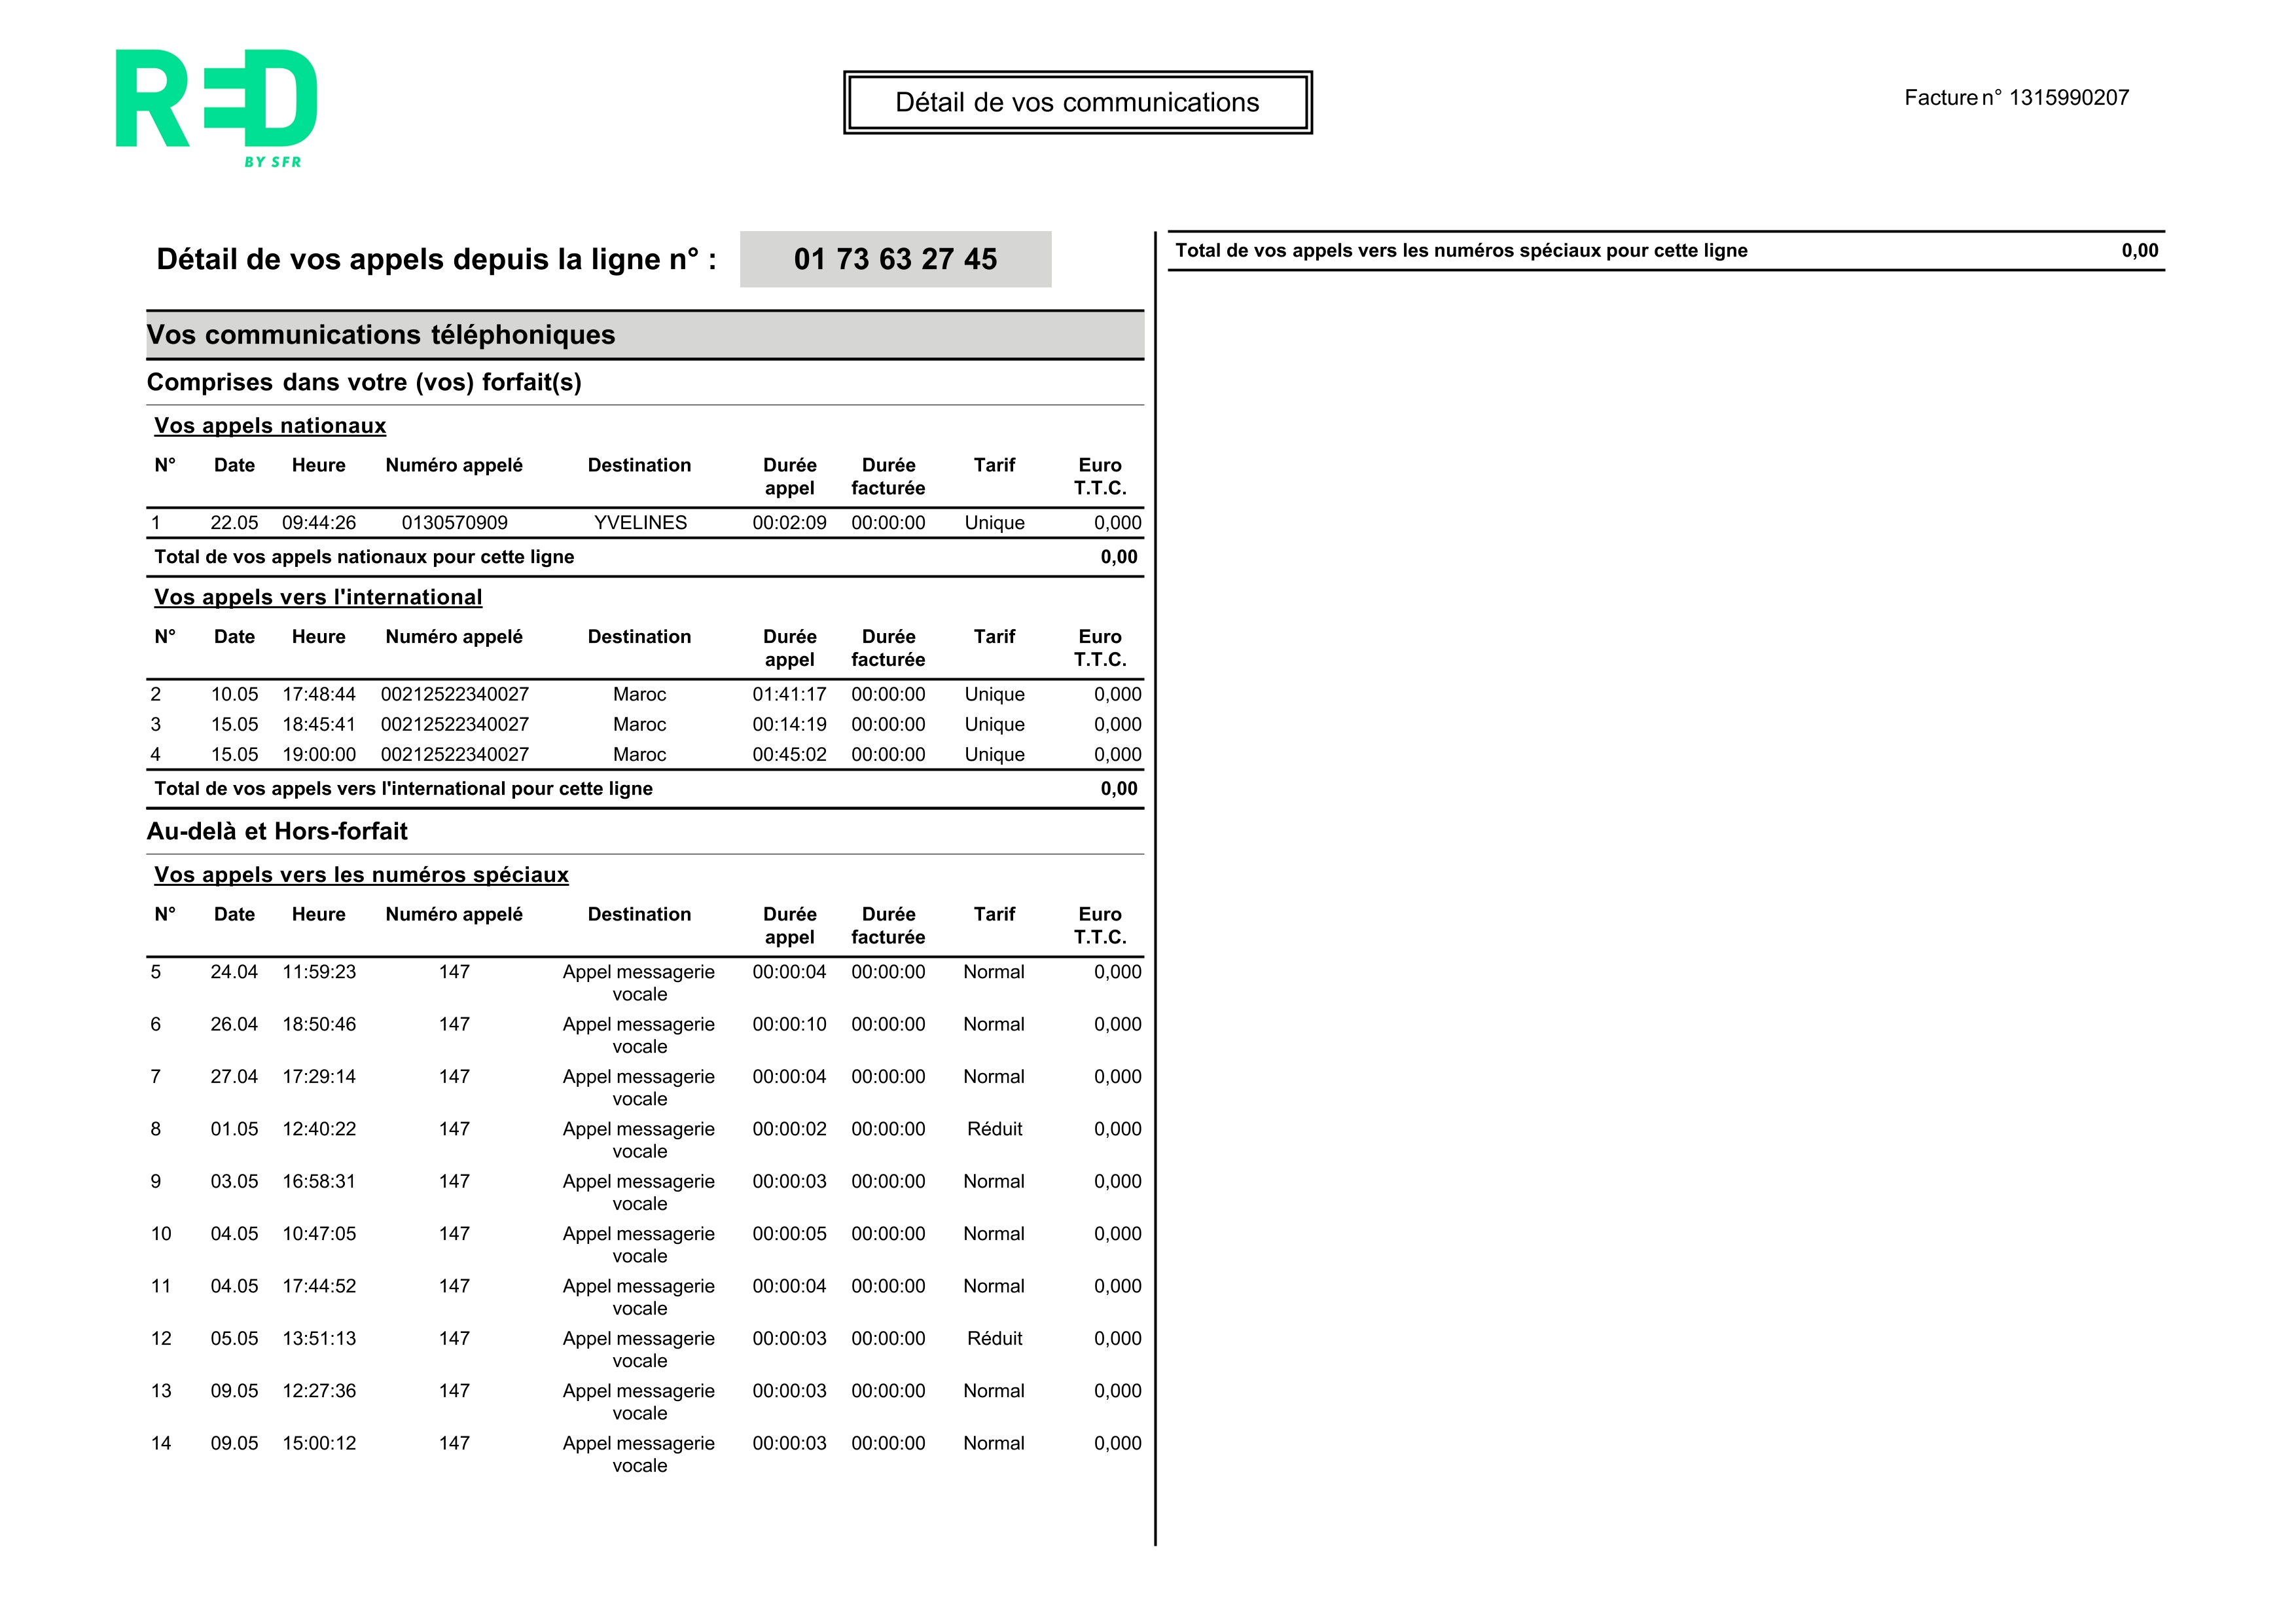 RED
BY SFR
Détail de vos communications
Facture n° 1315990207
Détail de vos appels depuis la ligne n° : 01 73 63 27 45
Vos communications téléphoniques
Comprises dans votre (vos) forfait(s)
Vos appels nationaux
N° Date Heure Numéro appelé Destination Durée appel Durée facturée Tarif Euro T.T.C.
1 22.05 09:44:26 0130570909 YVELINES 00:02:09 00:00:00 Unique 0,000
Total de vos appels nationaux pour cette ligne 0,00
Vos appels vers l'international
N° Date Heure Numéro appelé Destination Durée appel Durée facturée Tarif Euro T.T.C.
2 10.05 17:48:44 00212522340027 Maroc 01:41:17 00:00:00 Unique 0,000
3 15.05 18:45:41 00212522340027 Maroc 00:14:19 00:00:00 Unique 0,000
4 15.05 19:00:00 00212522340027 Maroc 00:45:02 00:00:00 Unique 0,000
Total de vos appels vers l'international pour cette ligne 0,00
Au-delà et Hors-forfait
Vos appels vers les numéros spéciaux
N° Date Heure Numéro appelé Destination Durée appel Durée facturée Tarif Euro T.T.C.
5 24.04 11:59:23 147 Appel messagerie vocale 00:00:04 00:00:00 Normal 0,000
6 26.04 18:50:46 147 Appel messagerie vocale 00:00:10 00:00:00 Normal 0,000
7 27.04 17:29:14 147 Appel messagerie vocale 00:00:04 00:00:00 Normal 0,000
8 01.05 12:40:22 147 Appel messagerie vocale 00:00:02 00:00:00 Réduit 0,000
9 03.05 16:58:31 147 Appel messagerie vocale 00:00:03 00:00:00 Normal 0,000
10 04.05 10:47:05 147 Appel messagerie vocale 00:00:05 00:00:00 Normal 0,000
11 04.05 17:44:52 147 Appel messagerie vocale 00:00:04 00:00:00 Normal 0,000
12 05.05 13:51:13 147 Appel messagerie vocale 00:00:03 00:00:00 Réduit 0,000
13 09.05 12:27:36 147 Appel messagerie vocale 00:00:03 00:00:00 Normal 0,000
14 09.05 15:00:12 147 Appel messagerie vocale 00:00:03 00:00:00 Normal 0,000
Total de vos appels vers les numéros spéciaux pour cette ligne 0,00